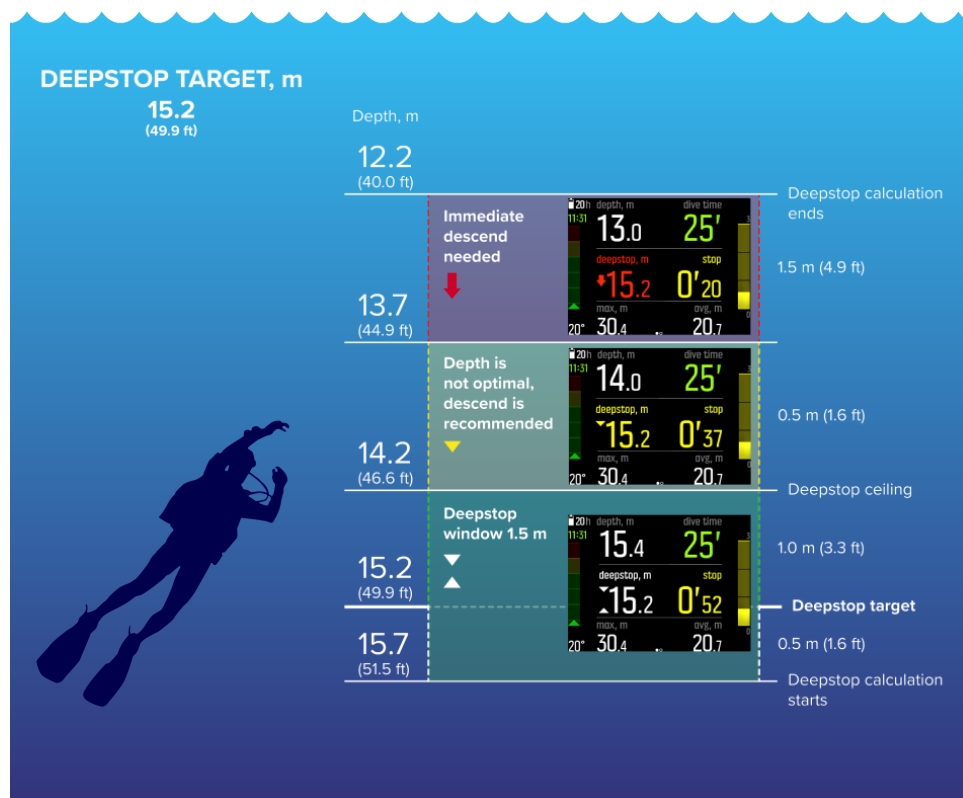 DEEPSTOP TARGET, m
15.2
(49.9 ft)
Depth, m
12.2
(40.0 ft)
Deepstop calculation
ends
Immediate
descend
needed
20h depth, m dive time
11:31
13.0 25'
deepstop, m stop
15.2 0'20
max, m avg, m
20° 30.4 20.7
3
0
1.5 m (4.9 ft)
13.7
(44.9 ft)
Depth is
not optimal,
descend is
recommended
20h depth, m dive time
11:31
14.0 25'
deepstop, m stop
15.2 0'37
max, m avg, m
20° 30.4 20.7
3
0
0.5 m (1.6 ft)
14.2
(46.6 ft)
Deepstop ceiling
Deepstop
window 1.5 m
20h depth, m dive time
11:31
15.4 25'
deepstop, m stop
15.2 0'52
max, m avg, m
20° 30.4 20.7
3
0
1.0 m (3.3 ft)
15.2
(49.9 ft)
Deepstop target
0.5 m (1.6 ft)
15.7
(51.5 ft)
Deepstop calculation
starts